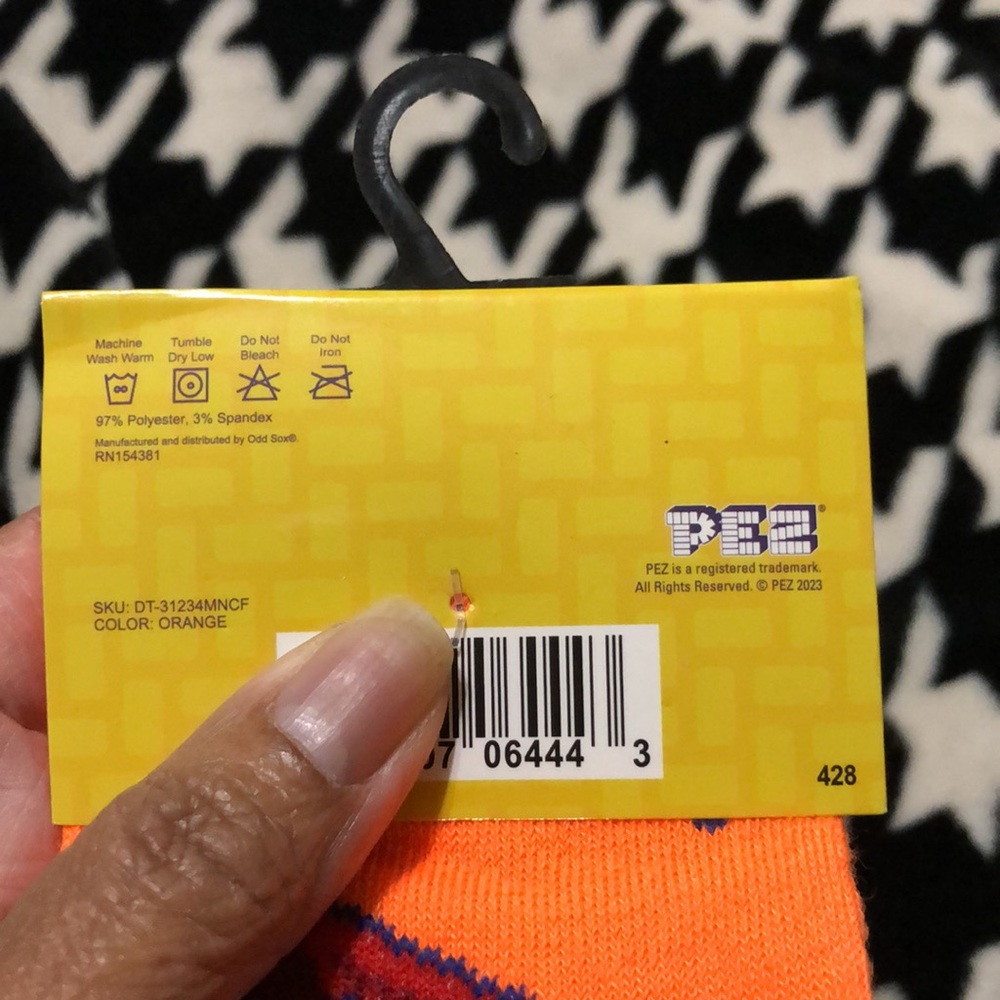 Machine
Wash Warm
Tumble
Dry Low
Do Not
Bleach
Do Not
Iron
97% Polyester, 3% Spandex
Manufactured and distributed by Odd Sox®.
RN154381
PEZ®
PEZ is a registered trademark.
All Rights Reserved. © PEZ 2023
SKU: DT-31234MNCF
COLOR: ORANGE
7 06444 3
428